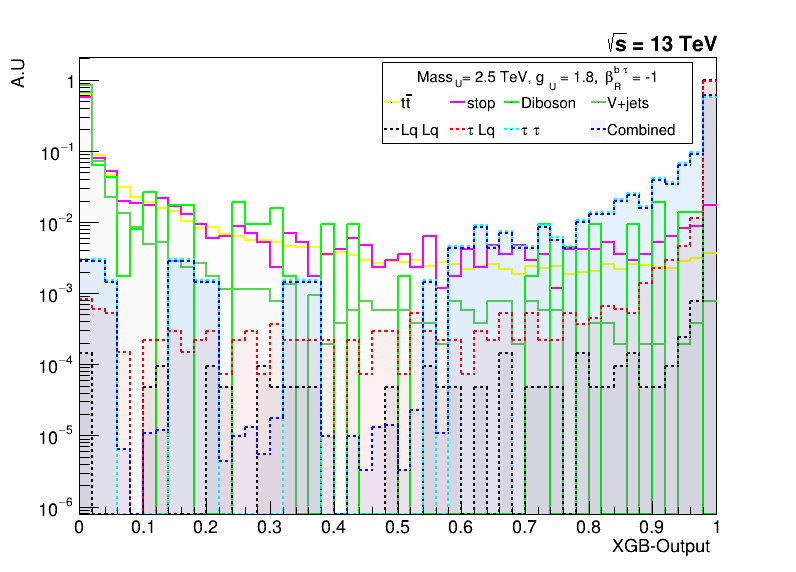 √s = 13 TeV
A.U
Mass_U = 2.5 TeV, g_U = 1.8, β_R^{b τ} = -1
tt̅ stop Diboson V+jets
Lq Lq τ Lq τ τ Combined
1
10⁻¹
10⁻²
10⁻³
10⁻⁴
10⁻⁵
10⁻⁶
0 0.1 0.2 0.3 0.4 0.5 0.6 0.7 0.8 0.9 1
XGB-Output